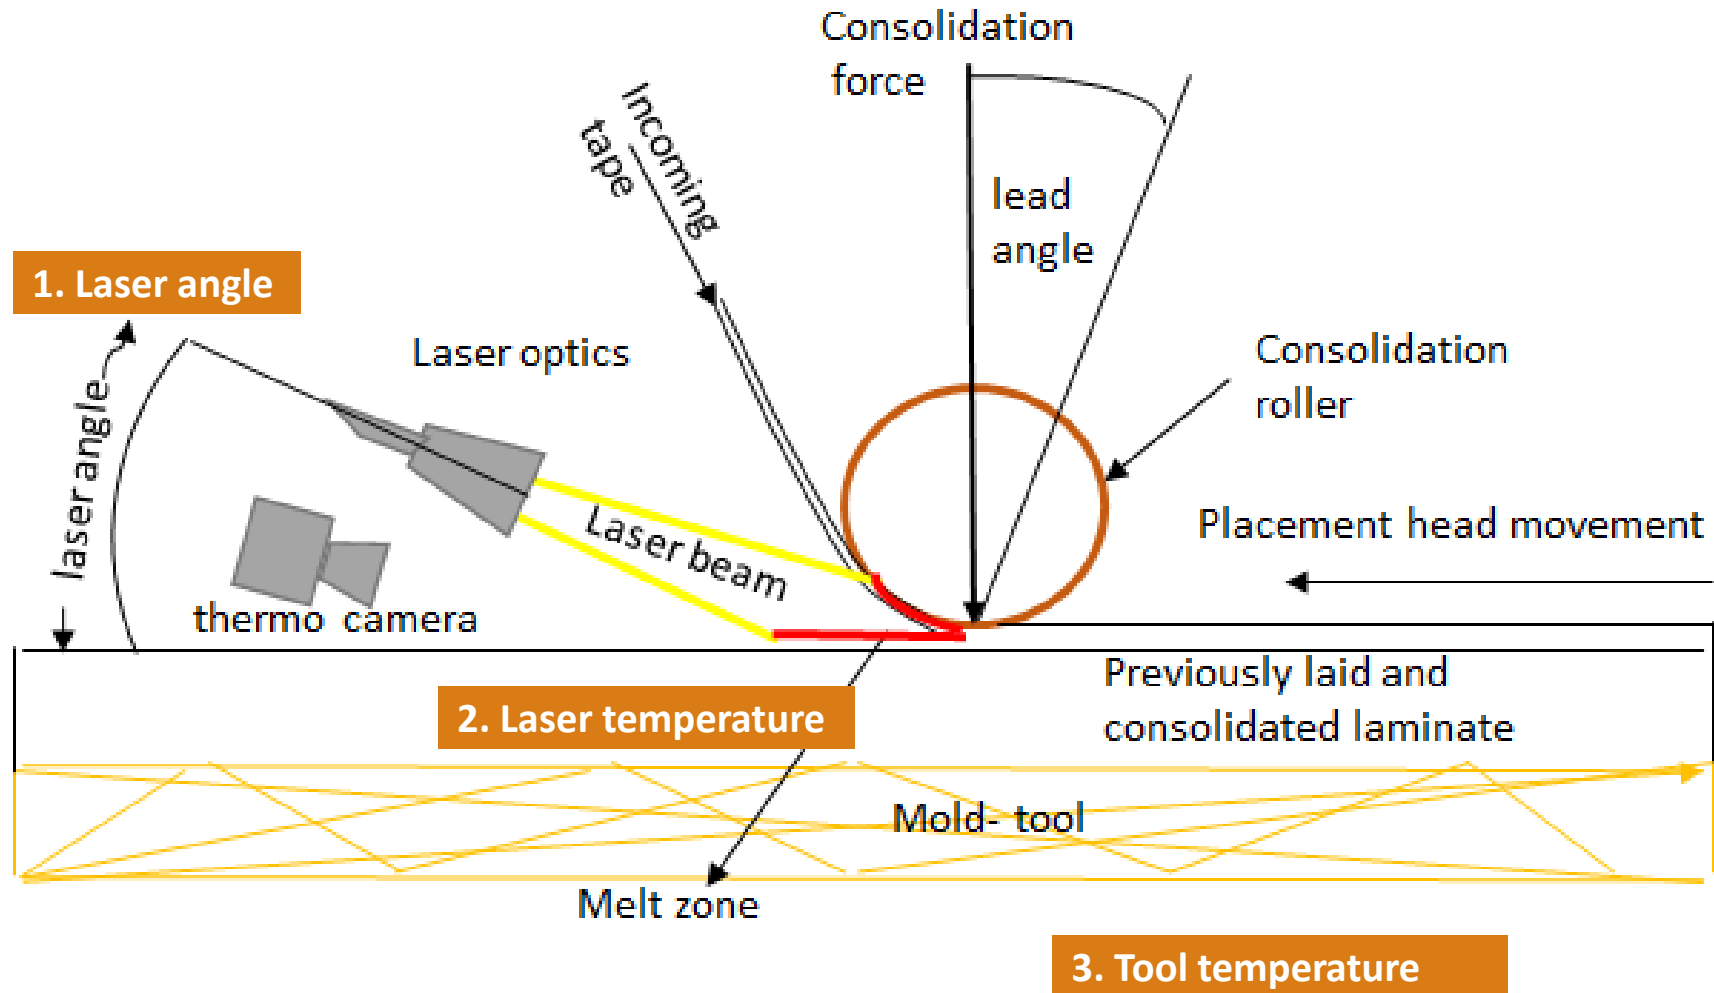 Consolidation
force
Incoming
tape
lead
angle
1. Laser angle
Laser optics
Consolidation
roller
laser angle
Laser beam
Placement head movement
thermo camera
Previously laid and
consolidated laminate
2. Laser temperature
Mold- tool
Melt zone
3. Tool temperature